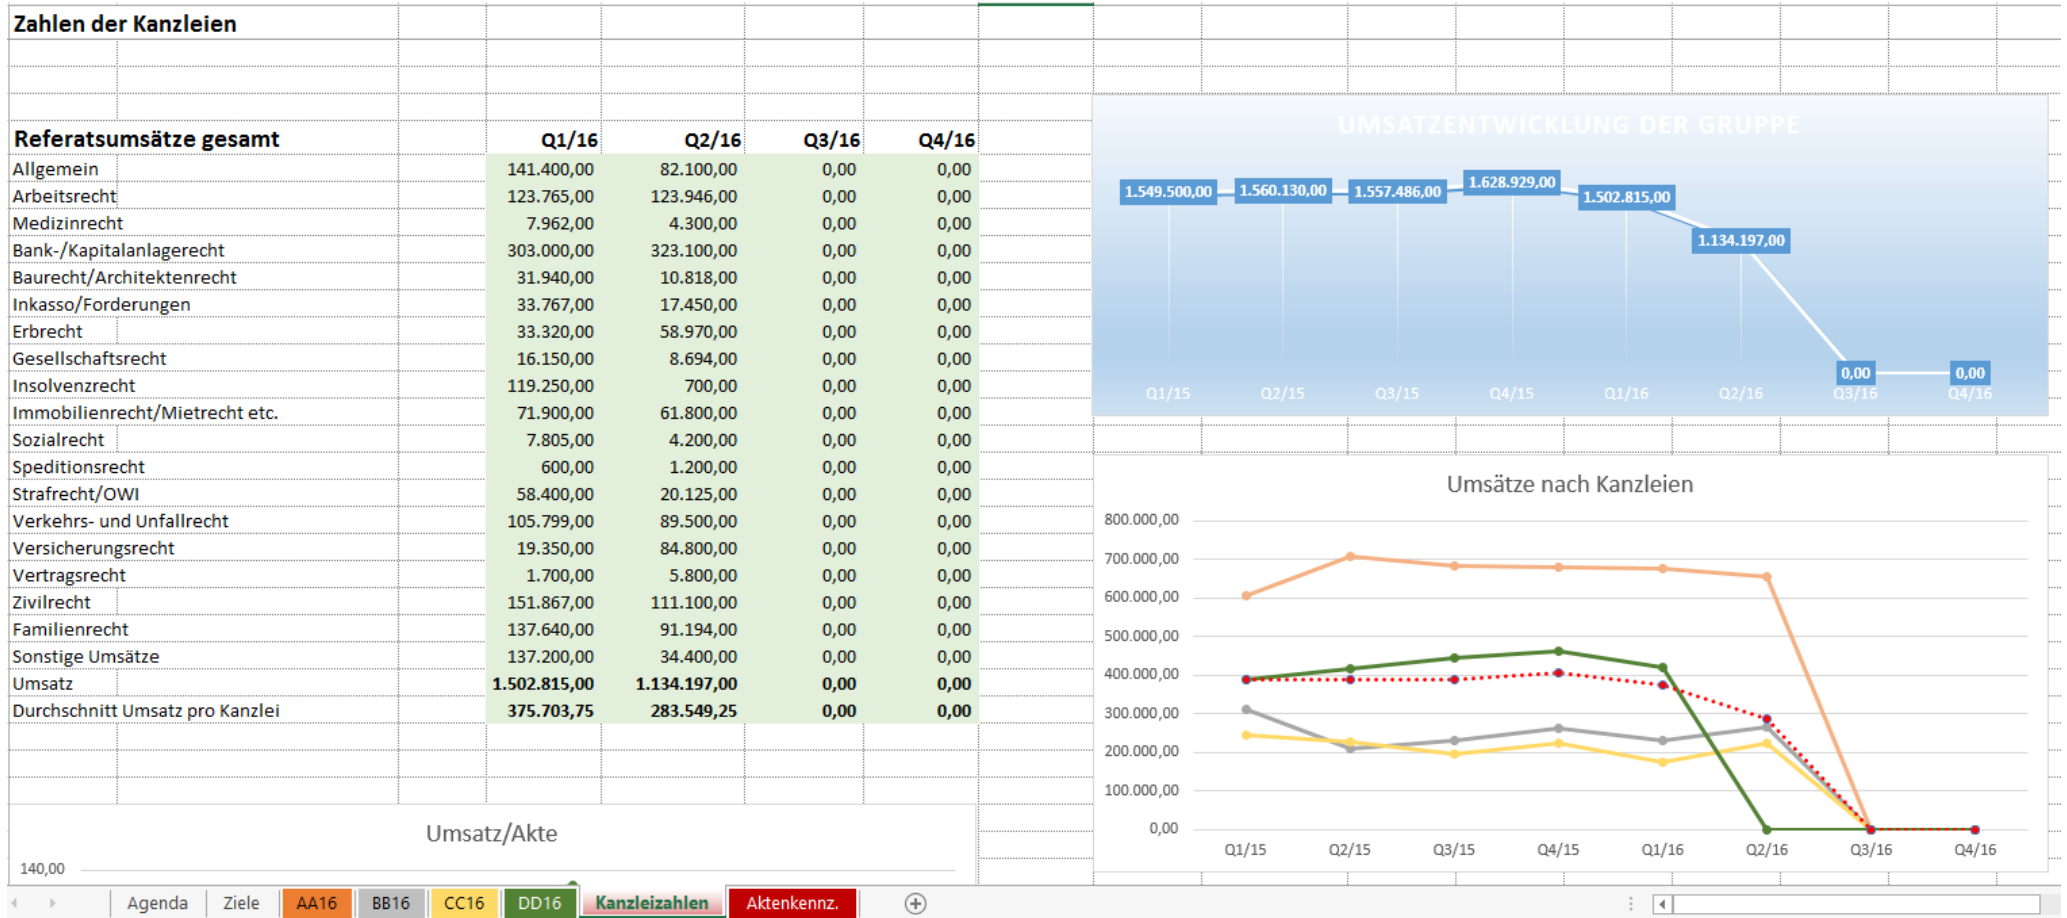 Zahlen der Kanzleien
Referatsumsätze gesamt Q1/16 Q2/16 Q3/16 Q4/16
Allgemein 141.400,00 82.100,00 0,00 0,00
Arbeitsrecht 123.765,00 123.946,00 0,00 0,00
Medizinrecht 7.962,00 4.300,00 0,00 0,00
Bank-/Kapitalanlagerecht 303.000,00 323.100,00 0,00 0,00
Baurecht/Architektenrecht 31.940,00 10.818,00 0,00 0,00
Inkasso/Forderungen 33.767,00 17.450,00 0,00 0,00
Erbrecht 33.320,00 58.970,00 0,00 0,00
Gesellschaftsrecht 16.150,00 8.694,00 0,00 0,00
Insolvenzrecht 119.250,00 700,00 0,00 0,00
Immobilienrecht/Mietrecht etc. 71.900,00 61.800,00 0,00 0,00
Sozialrecht 7.805,00 4.200,00 0,00 0,00
Speditionsrecht 600,00 1.200,00 0,00 0,00
Strafrecht/OWI 58.400,00 20.125,00 0,00 0,00
Verkehrs- und Unfallrecht 105.799,00 89.500,00 0,00 0,00
Versicherungsrecht 19.350,00 84.800,00 0,00 0,00
Vertragsrecht 1.700,00 5.800,00 0,00 0,00
Zivilrecht 151.867,00 111.100,00 0,00 0,00
Familienrecht 137.640,00 91.194,00 0,00 0,00
Sonstige Umsätze 137.200,00 34.400,00 0,00 0,00
Umsatz 1.502.815,00 1.134.197,00 0,00 0,00
Durchschnitt Umsatz pro Kanzlei 375.703,75 283.549,25 0,00 0,00
UMSATZENTWICKLUNG DER GRUPPE
1.549.500,00 1.560.130,00 1.557.486,00 1.628.929,00 1.502.815,00 1.134.197,00 0,00 0,00
Q1/15 Q2/15 Q3/15 Q4/15 Q1/16 Q2/16 Q3/16 Q4/16
Umsätze nach Kanzleien
800.000,00
700.000,00
600.000,00
500.000,00
400.000,00
300.000,00
200.000,00
100.000,00
0,00
Q1/15 Q2/15 Q3/15 Q4/15 Q1/16 Q2/16 Q3/16 Q4/16
Umsatz/Akte
140,00
Agenda Ziele AA16 BB16 CC16 DD16 Kanzleizahlen Aktenkennz.